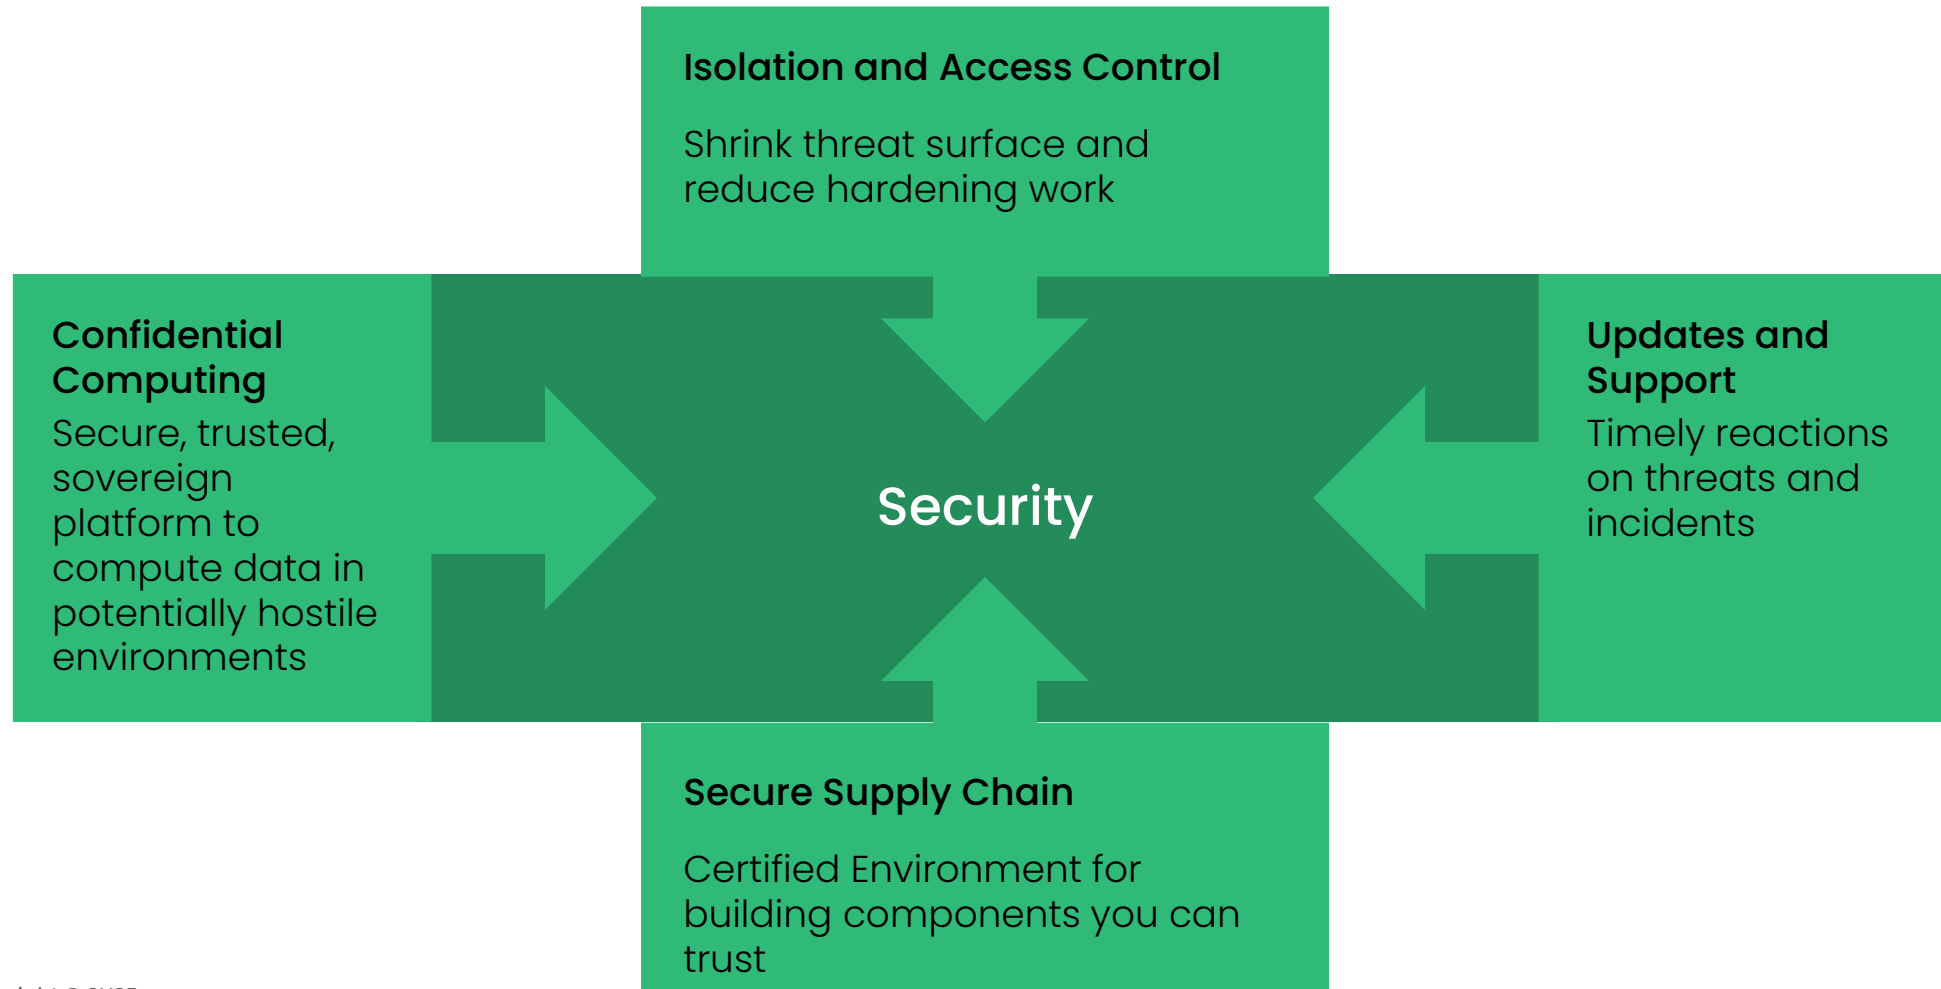 Isolation and Access Control
Shrink threat surface and
reduce hardening work
Confidential
Computing
Secure, trusted,
sovereign
platform to
compute data in
potentially hostile
environments
Security
Updates and
Support
Timely reactions
on threats and
incidents
Secure Supply Chain
Certified Environment for
building components you can
trust